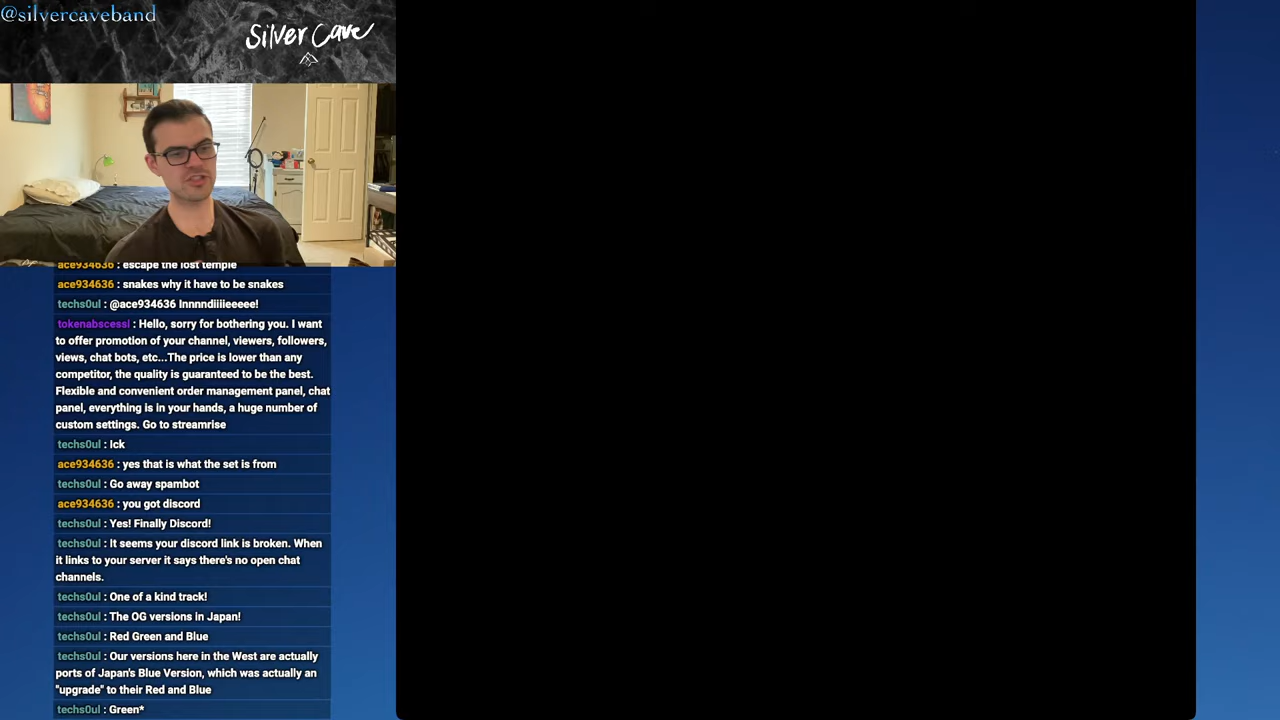 @silvercaveband
Silver Cave
ace934636 : escape the lost temple
ace934636 : snakes why it have to be snakes
techs0ul : @ace934636 Innnndiiiieeeee!
tokenabscessi : Hello, sorry for bothering you. I want
to offer promotion of your channel, viewers, followers,
views, chat bots, etc...The price is lower than any
competitor, the quality is guaranteed to be the best.
Flexible and convenient order management panel, chat
panel, everything is in your hands, a huge number of
custom settings. Go to streamrise
techs0ul : Ick
ace934636 : yes that is what the set is from
techs0ul : Go away spambot
ace934636 : you got discord
techs0ul : Yes! Finally Discord!
techs0ul : It seems your discord link is broken. When
it links to your server it says there's no open chat
channels.
techs0ul : One of a kind track!
techs0ul : The OG versions in Japan!
techs0ul : Red Green and Blue
techs0ul : Our versions here in the West are actually
ports of Japan's Blue Version, which was actually an
"upgrade" to their Red and Blue
techs0ul : Green*